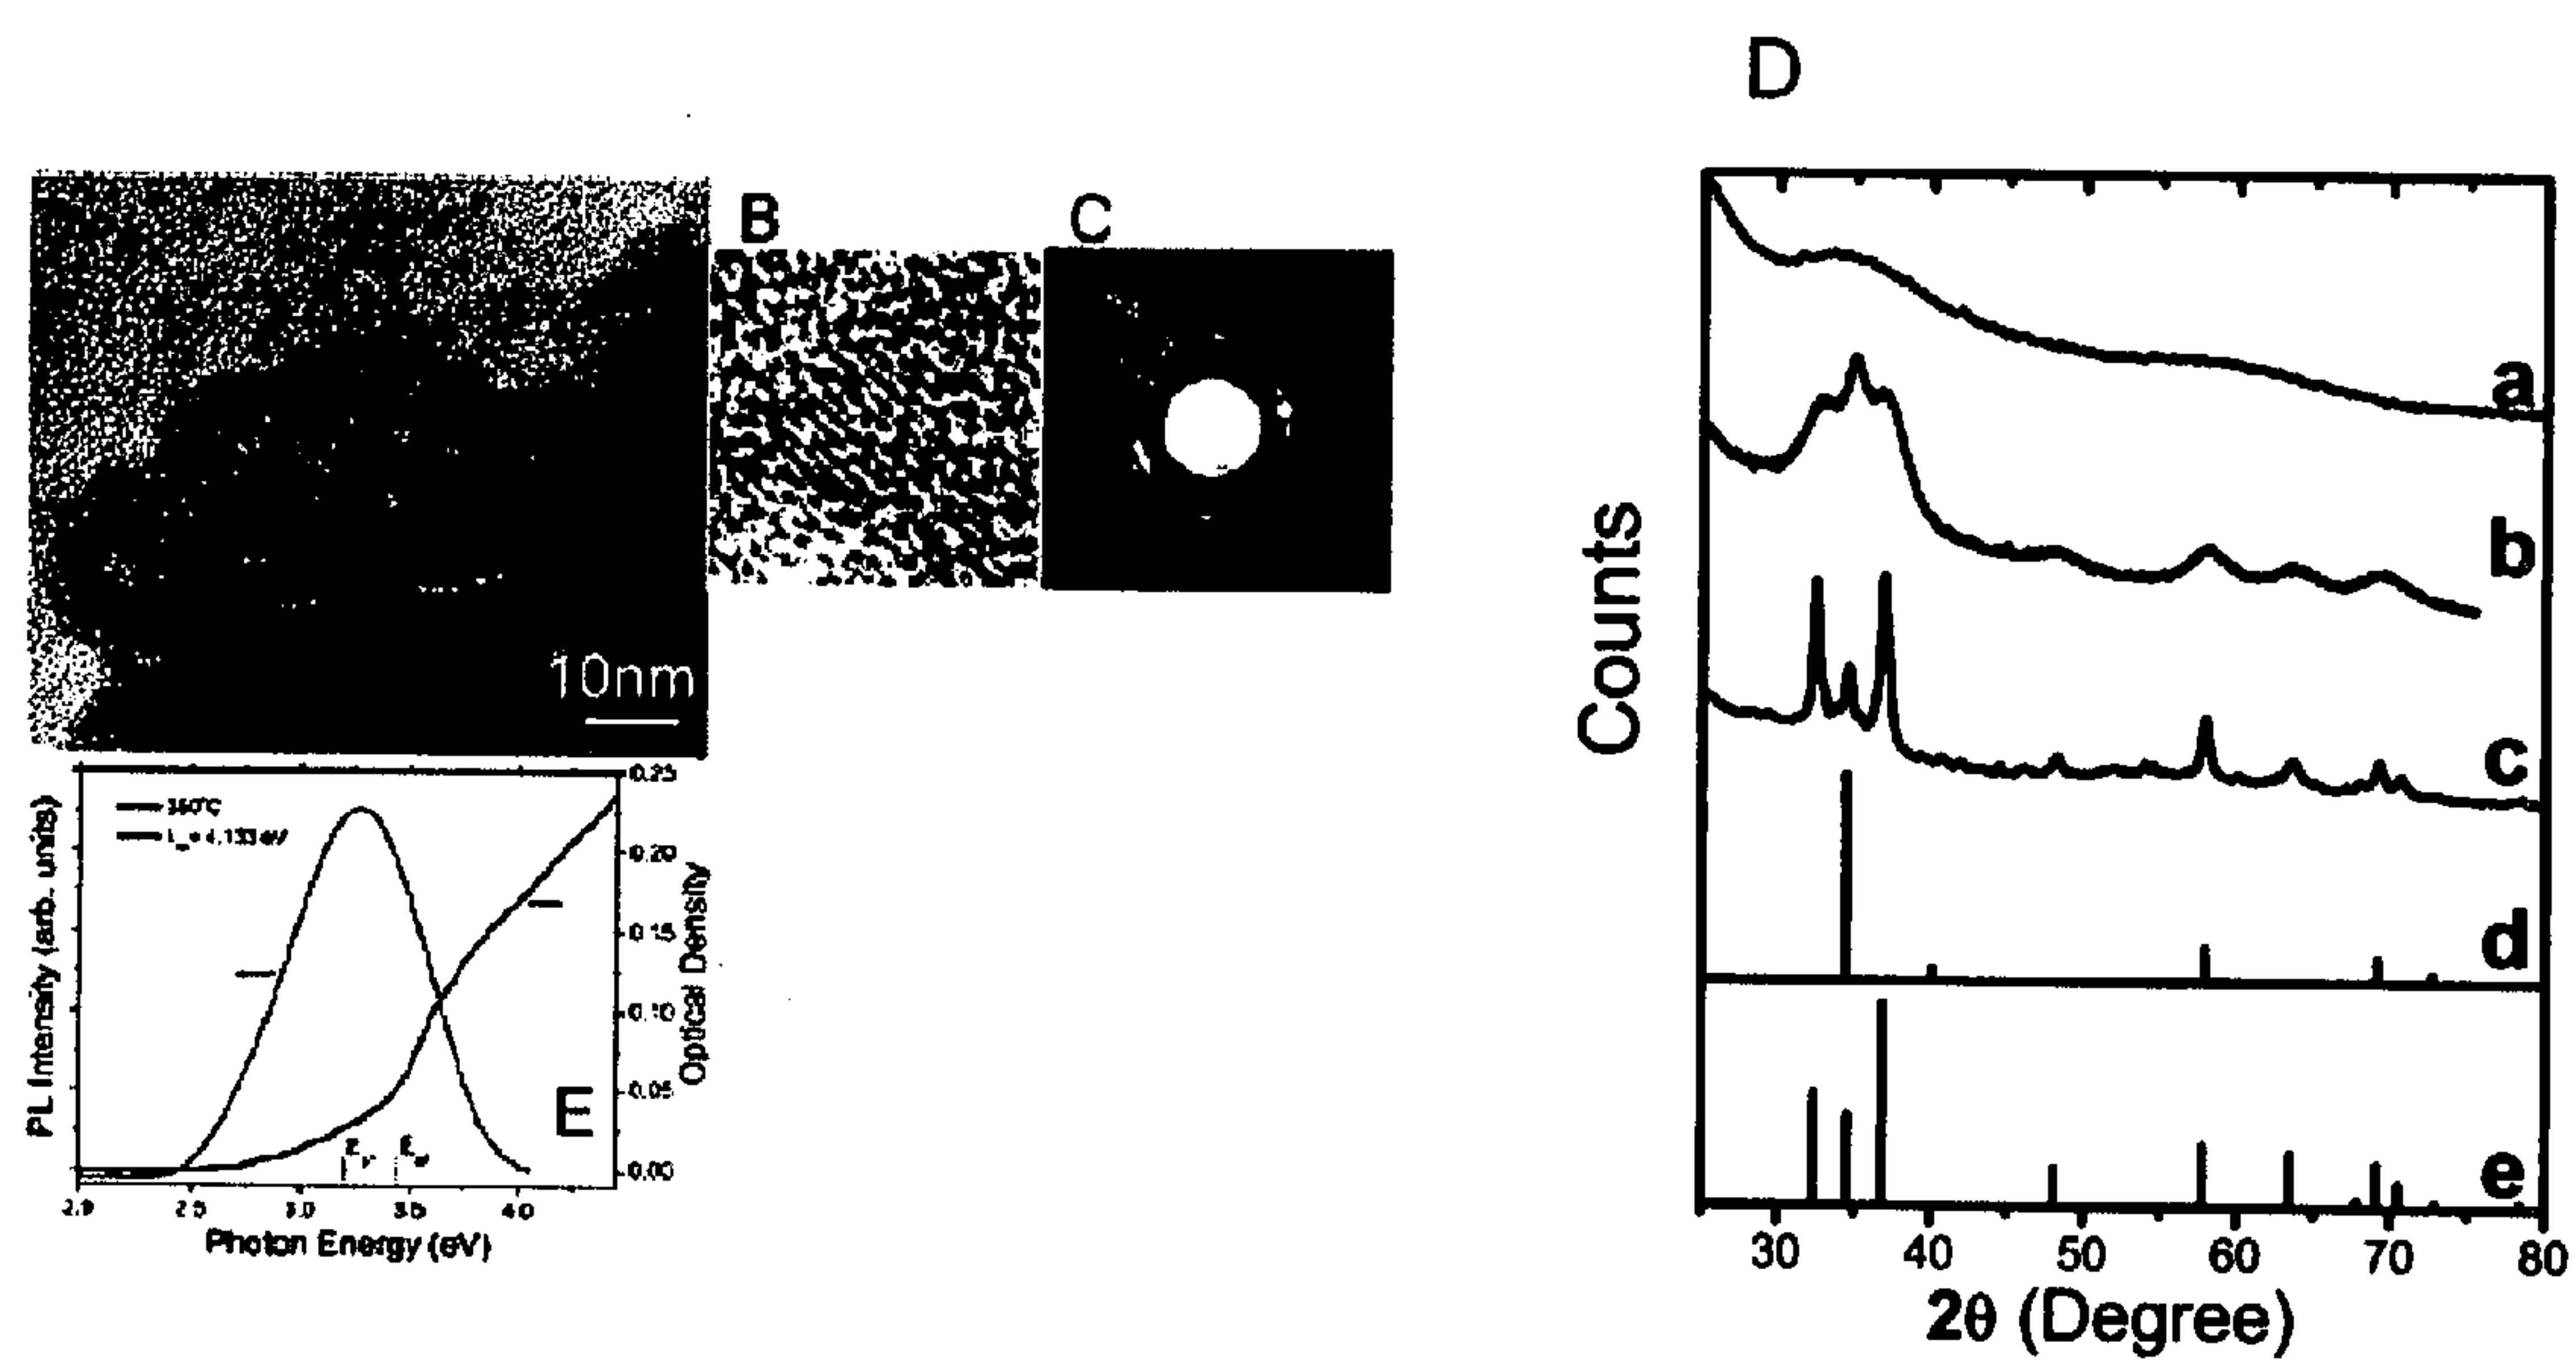 D
B
C
10nm
PL Intensity (arb. units)
0.25
0.20
0.15
0.10
0.05
0.00
Optical Density
E
2.5
3.0
3.5
4.0
Photon Energy (eV)
Counts
a
b
c
d
e
30 40 50 60 70 80
2θ (Degree)